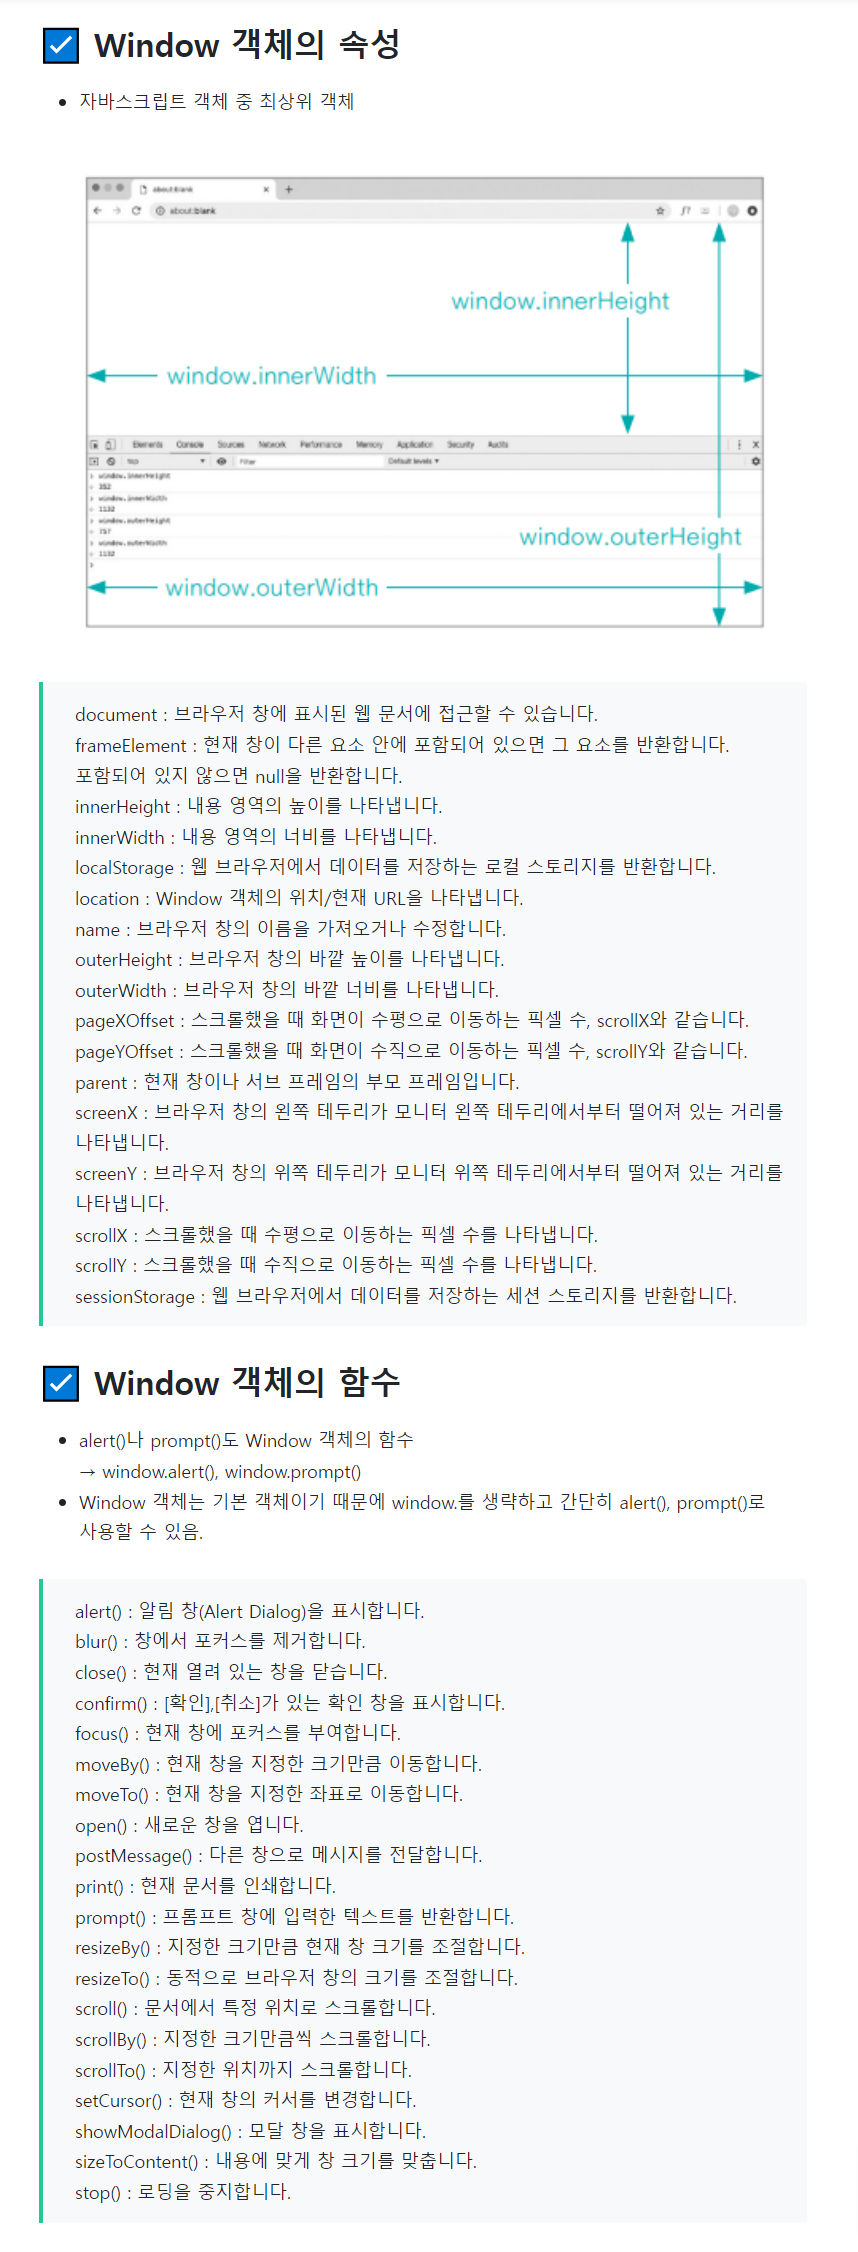 Window 객체의 속성
자바스크립트 객체 중 최상위 객체
about:blank
about:blank
window.innerHeight
window.innerWidth
Elements Console Sources Network Performance Memory Application Security Audits
top Filter Default levels
window.innerHeight
352
window.innerWidth
1132
window.outerHeight
757
window.outerWidth
1132
window.outerHeight
window.outerWidth
document : 브라우저 창에 표시된 웹 문서에 접근할 수 있습니다.
frameElement : 현재 창이 다른 요소 안에 포함되어 있으면 그 요소를 반환합니다.
포함되어 있지 않으면 null을 반환합니다.
innerHeight : 내용 영역의 높이를 나타냅니다.
innerWidth : 내용 영역의 너비를 나타냅니다.
localStorage : 웹 브라우저에서 데이터를 저장하는 로컬 스토리지를 반환합니다.
location : Window 객체의 위치/현재 URL을 나타냅니다.
name : 브라우저 창의 이름을 가져오거나 수정합니다.
outerHeight : 브라우저 창의 바깥 높이를 나타냅니다.
outerWidth : 브라우저 창의 바깥 너비를 나타냅니다.
pageXOffset : 스크롤했을 때 화면이 수평으로 이동하는 픽셀 수, scrollX와 같습니다.
pageYOffset : 스크롤했을 때 화면이 수직으로 이동하는 픽셀 수, scrollY와 같습니다.
parent : 현재 창이나 서브 프레임의 부모 프레임입니다.
screenX : 브라우저 창의 왼쪽 테두리가 모니터 왼쪽 테두리에서부터 떨어져 있는 거리를
나타냅니다.
screenY : 브라우저 창의 위쪽 테두리가 모니터 위쪽 테두리에서부터 떨어져 있는 거리를
나타냅니다.
scrollX : 스크롤했을 때 수평으로 이동하는 픽셀 수를 나타냅니다.
scrollY : 스크롤했을 때 수직으로 이동하는 픽셀 수를 나타냅니다.
sessionStorage : 웹 브라우저에서 데이터를 저장하는 세션 스토리지를 반환합니다.
Window 객체의 함수
alert()나 prompt()도 Window 객체의 함수
→ window.alert(), window.prompt()
Window 객체는 기본 객체이기 때문에 window.를 생략하고 간단히 alert(), prompt()로
사용할 수 있음.
alert() : 알림 창(Alert Dialog)을 표시합니다.
blur() : 창에서 포커스를 제거합니다.
close() : 현재 열려 있는 창을 닫습니다.
confirm() : [확인],[취소]가 있는 확인 창을 표시합니다.
focus() : 현재 창에 포커스를 부여합니다.
moveBy() : 현재 창을 지정한 크기만큼 이동합니다.
moveTo() : 현재 창을 지정한 좌표로 이동합니다.
open() : 새로운 창을 엽니다.
postMessage() : 다른 창으로 메시지를 전달합니다.
print() : 현재 문서를 인쇄합니다.
prompt() : 프롬프트 창에 입력한 텍스트를 반환합니다.
resizeBy() : 지정한 크기만큼 현재 창 크기를 조절합니다.
resizeTo() : 동적으로 브라우저 창의 크기를 조절합니다.
scroll() : 문서에서 특정 위치로 스크롤합니다.
scrollBy() : 지정한 크기만큼씩 스크롤합니다.
scrollTo() : 지정한 위치까지 스크롤합니다.
setCursor() : 현재 창의 커서를 변경합니다.
showModalDialog() : 모달 창을 표시합니다.
sizeToContent() : 내용에 맞게 창 크기를 맞춥니다.
stop() : 로딩을 중지합니다.